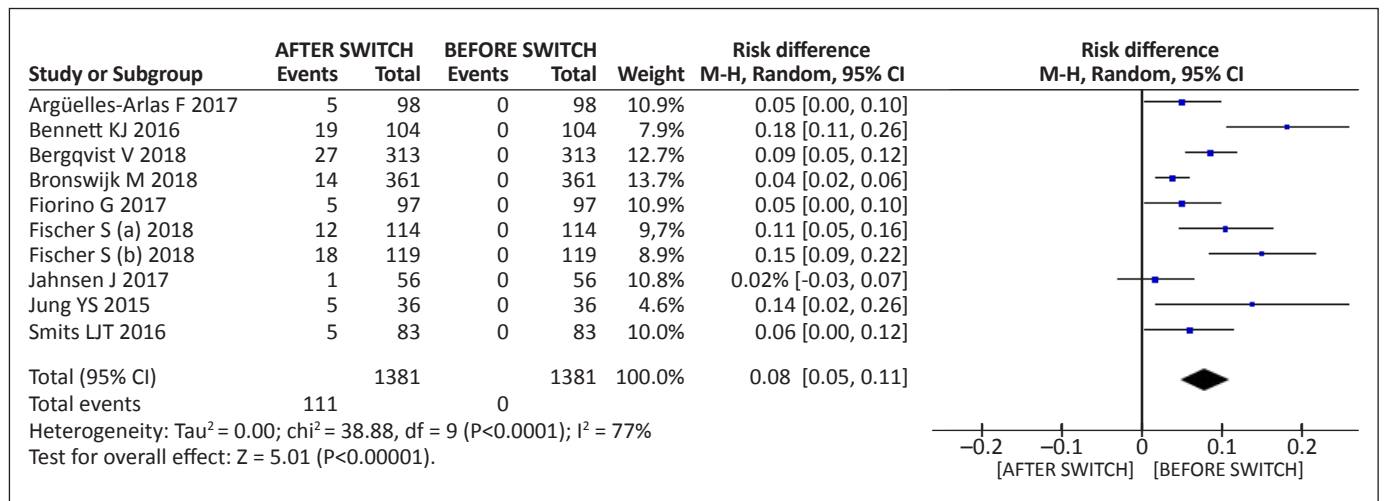 AFTER SWITCH BEFORE SWITCH Risk difference Risk difference
Study or Subgroup Events Total Events Total Weight M-H, Random, 95% CI M-H, Random, 95% CI
Argüelles-Arlas F 2017 5 98 0 98 10.9% 0.05 [0.00, 0.10]
Bennett KJ 2016 19 104 0 104 7.9% 0.18 [0.11, 0.26]
Bergqvist V 2018 27 313 0 313 12.7% 0.09 [0.05, 0.12]
Bronswijk M 2018 14 361 0 361 13.7% 0.04 [0.02, 0.06]
Fiorino G 2017 5 97 0 97 10.9% 0.05 [0.00, 0.10]
Fischer S (a) 2018 12 114 0 114 9,7% 0.11 [0.05, 0.16]
Fischer S (b) 2018 18 119 0 119 8.9% 0.15 [0.09, 0.22]
Jahnsen J 2017 1 56 0 56 10.8% 0.02% [-0.03, 0.07]
Jung YS 2015 5 36 0 36 4.6% 0.14 [0.02, 0.26]
Smits LJT 2016 5 83 0 83 10.0% 0.06 [0.00, 0.12]
Total (95% CI) 1381 1381 100.0% 0.08 [0.05, 0.11]
Total events 111 0
Heterogeneity: Tau² = 0.00; chi² = 38.88, df = 9 (P<0.0001); I² = 77%
Test for overall effect: Z = 5.01 (P<0.00001).
−0.2 −0.1 0 0.1 0.2
[AFTER SWITCH] [BEFORE SWITCH]